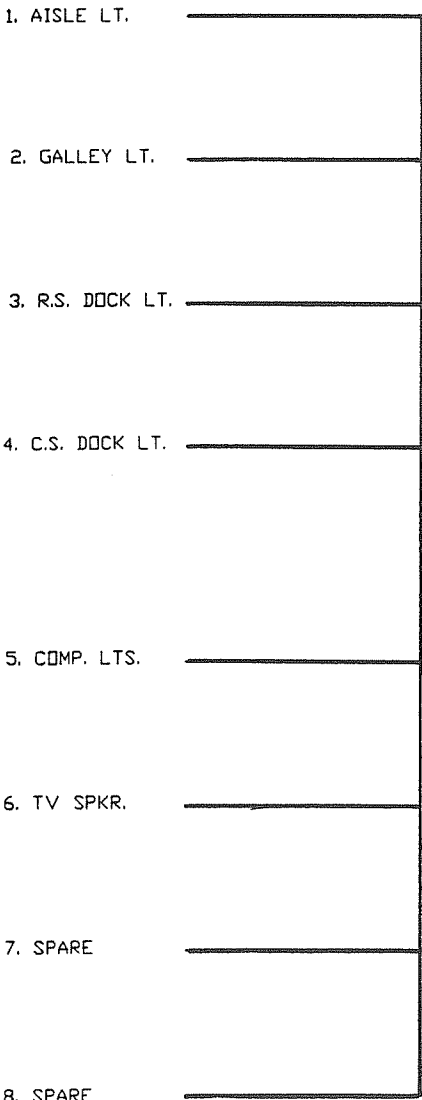 1. AISLE LT.
2. GALLEY LT.
3. R.S. DOCK LT.
4. C.S. DOCK LT.
5. COMP. LTS.
6. TV SPKR.
7. SPARE
8. SPARE